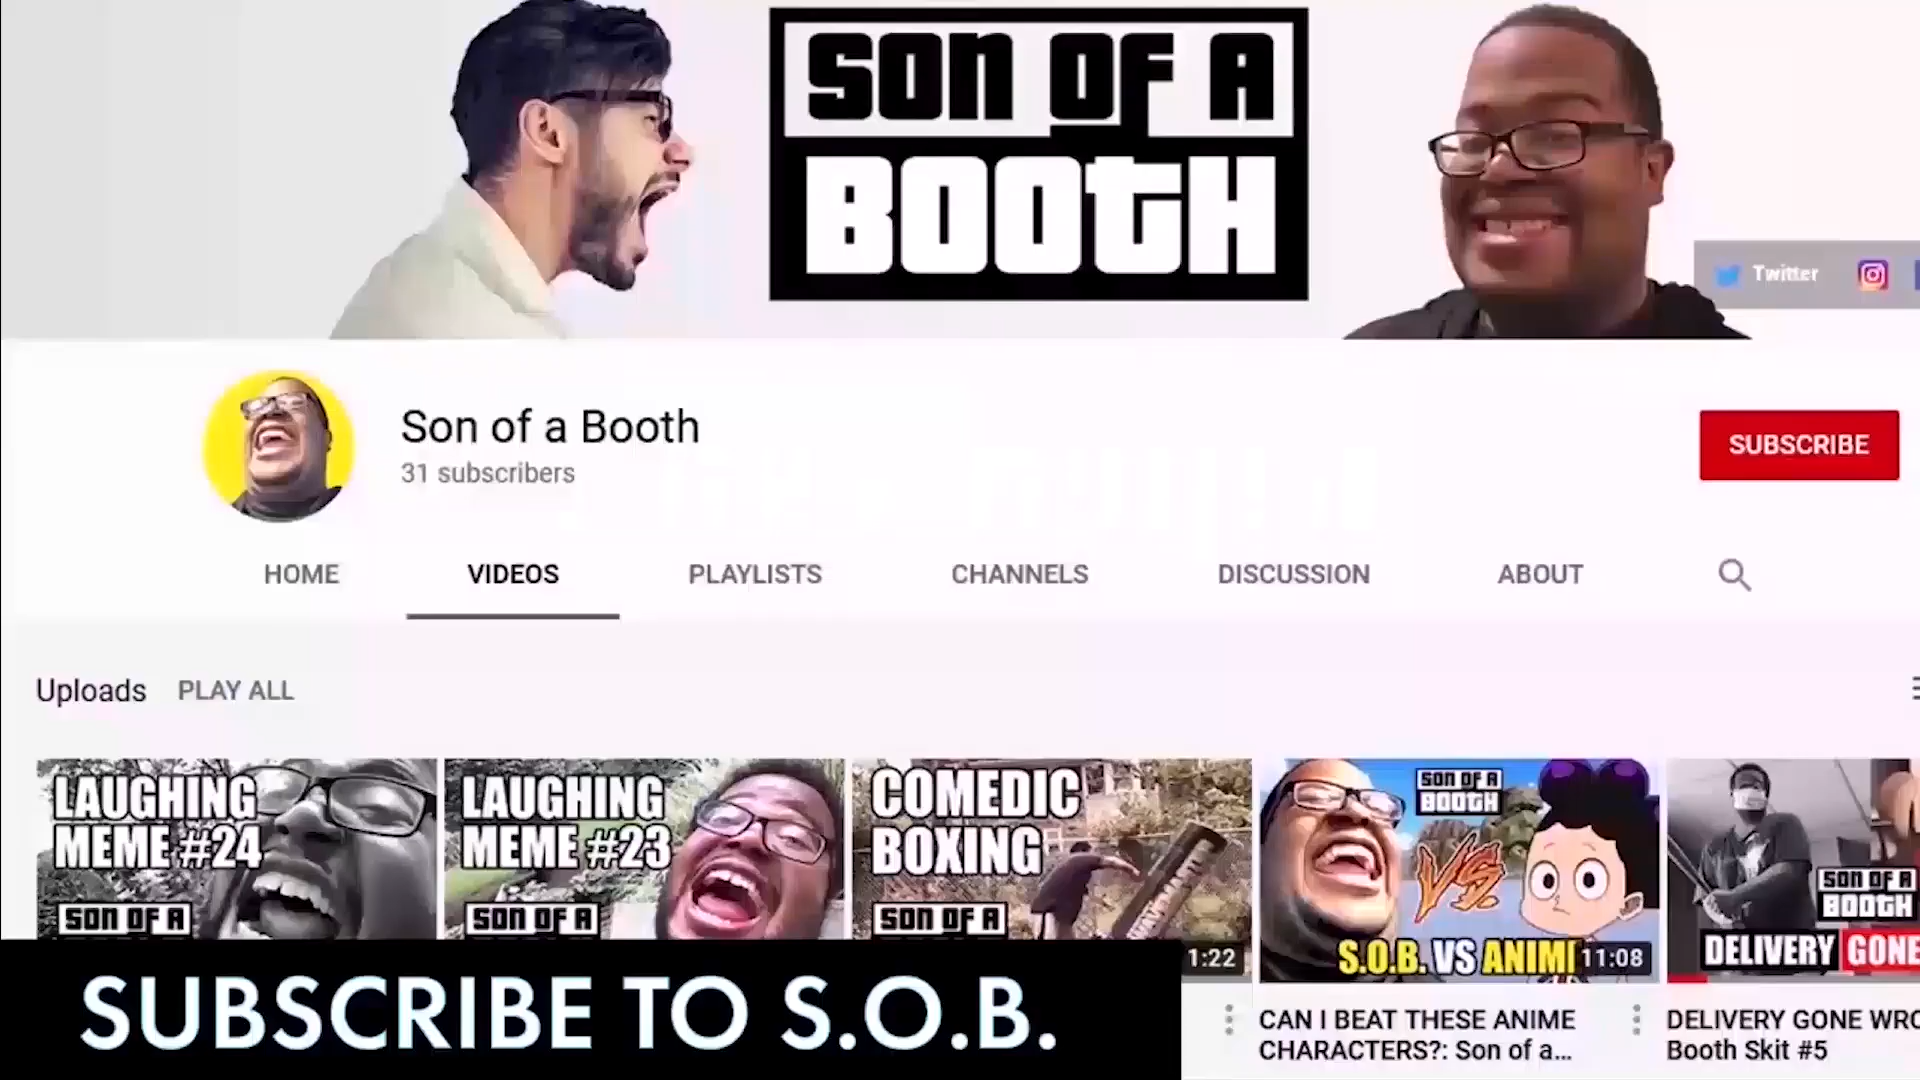 SON OF A
BOOTH
Twitter
Son of a Booth
31 subscribers
SUBSCRIBE
HOME
VIDEOS
PLAYLISTS
CHANNELS
DISCUSSION
ABOUT
Uploads
PLAY ALL
LAUGHING
MEME #24
SON OF A
LAUGHING
MEME #23
SON OF A
COMEDIC
BOXING
SON OF A
1:22
SON OF A
BOOTH
VS.
S.O.B. VS ANIM
11:08
SON OF A
BOOTH
DELIVERY GONE
CAN I BEAT THESE ANIME
CHARACTERS?: Son of a...
DELIVERY GONE WRO
Booth Skit #5
SUBSCRIBE TO S.O.B.